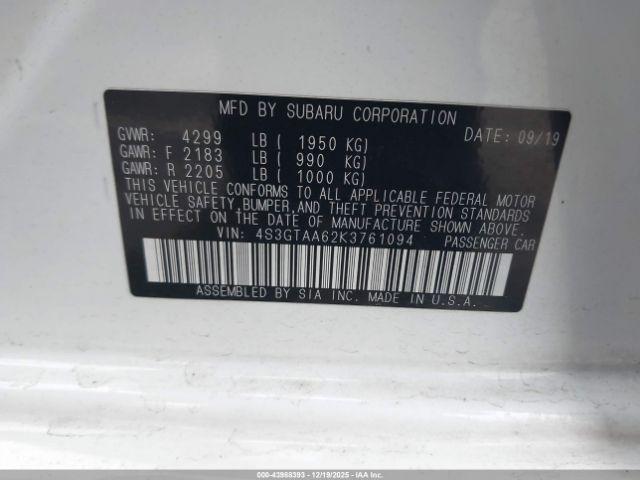 MFD BY SUBARU CORPORATION
GVWR: 4299 LB ( 1950 KG) DATE: 09/19
GAWR: F 2183 LB ( 990 KG)
GAWR: R 2205 LB ( 1000 KG)
THIS VEHICLE CONFORMS TO ALL APPLICABLE FEDERAL MOTOR
VEHICLE SAFETY, BUMPER, AND THEFT PREVENTION STANDARDS
IN EFFECT ON THE DATE OF MANUFACTURE SHOWN ABOVE.
VIN: 4S3GTAA62K3761094 PASSENGER CAR
ASSEMBLED BY SIA INC. MADE IN U.S.A.
000-43988393 - 12/19/2025 - IAA